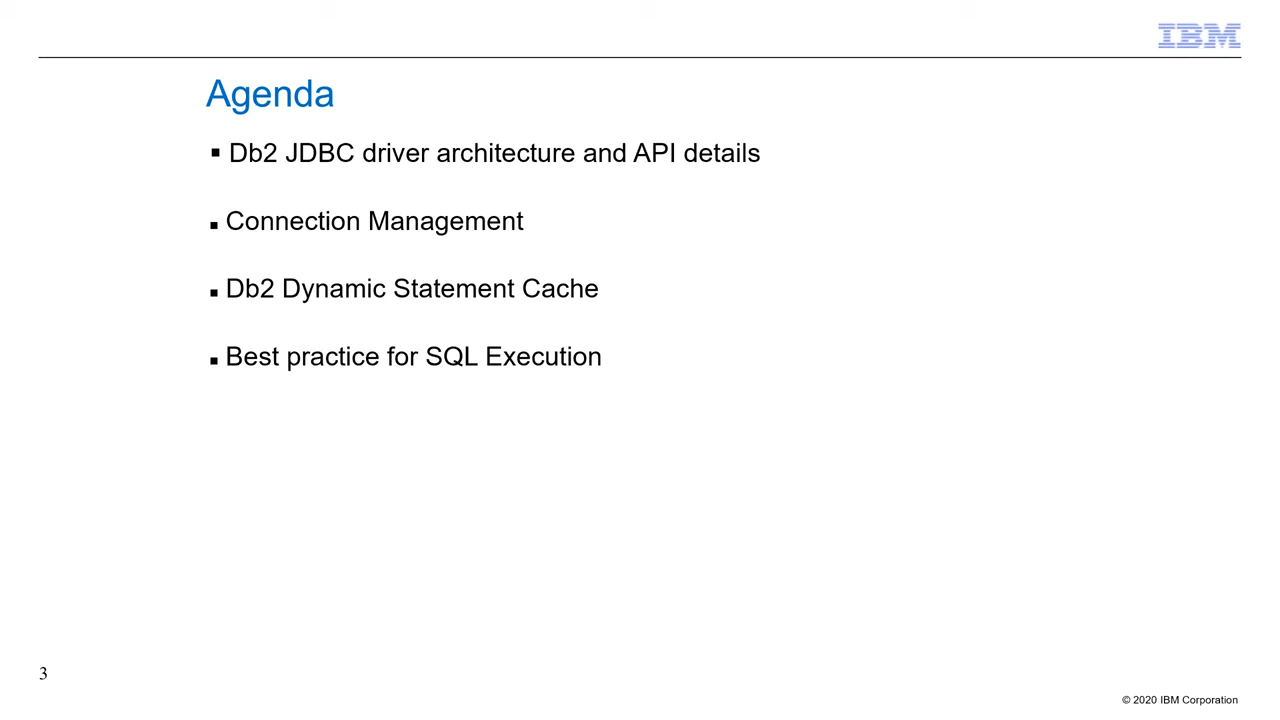 IBM
Agenda
▪ Db2 JDBC driver architecture and API details
▪ Connection Management
▪ Db2 Dynamic Statement Cache
▪ Best practice for SQL Execution
3
© 2020 IBM Corporation